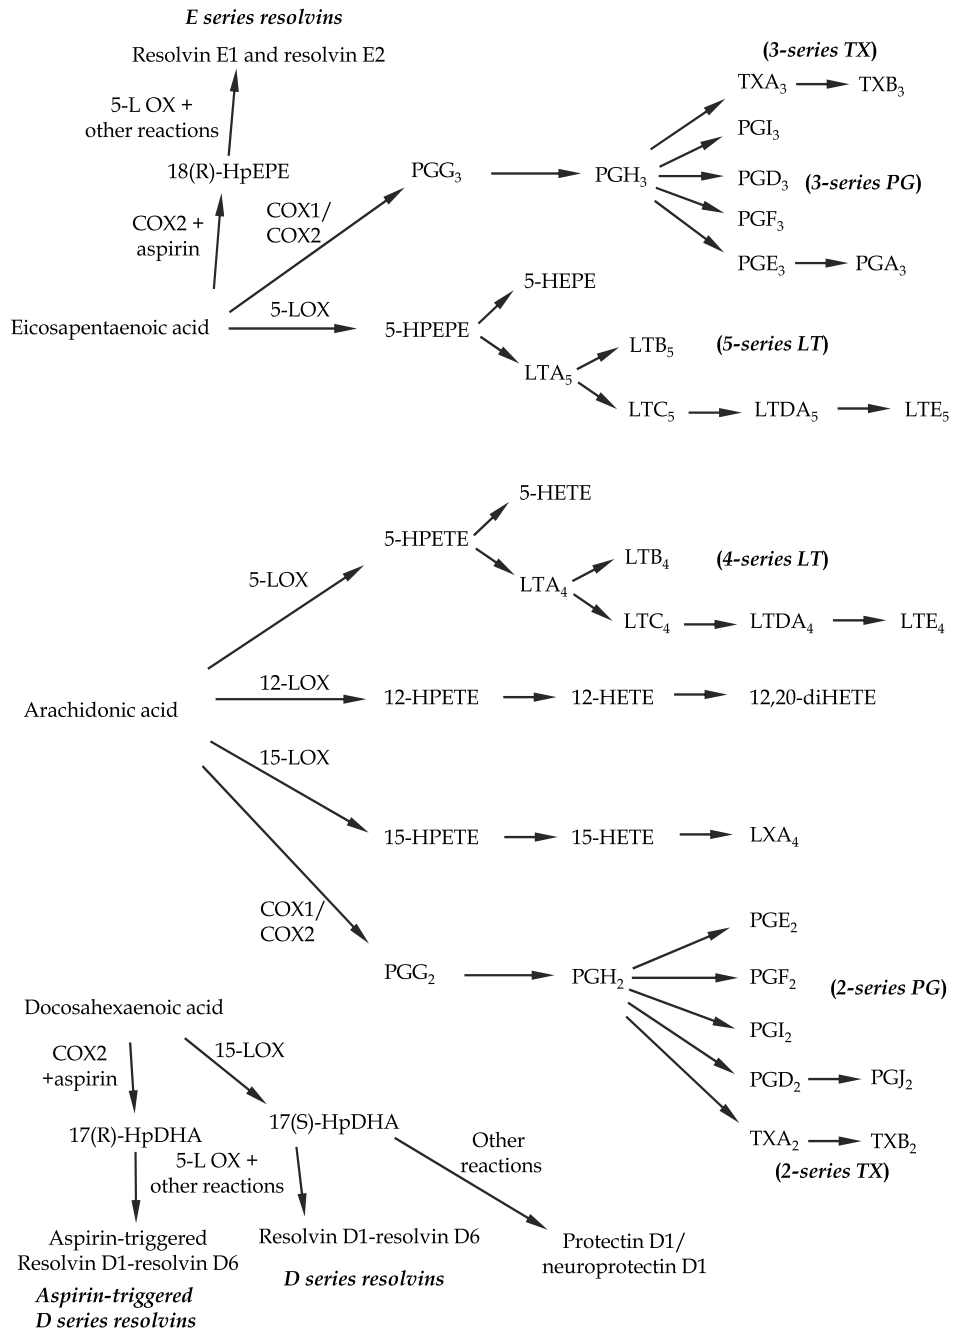 E series resolvins
Resolvin E1 and resolvin E2
5-L OX +
other reactions
18(R)-HpEPE
COX2 +
aspirin
COX1/
COX2
PGG3
PGH3
(3-series TX)
TXA3
TXB3
PGI3
PGD3
(3-series PG)
PGF3
PGE3
PGA3
Eicosapentaenoic acid
5-LOX
5-HPEPE
5-HEPE
LTA5
LTB5
(5-series LT)
LTC5
LTDA5
LTE5
Arachidonic acid
5-LOX
5-HPETE
5-HETE
LTA4
LTB4
(4-series LT)
LTC4
LTDA4
LTE4
12-LOX
12-HPETE
12-HETE
12,20-diHETE
15-LOX
15-HPETE
15-HETE
LXA4
COX1/
COX2
PGG2
PGH2
PGE2
PGF2
(2-series PG)
PGI2
PGD2
PGJ2
TXA2
TXB2
(2-series TX)
Docosahexaenoic acid
COX2
+aspirin
15-LOX
17(R)-HpDHA
17(S)-HpDHA
5-L OX +
other reactions
Other
reactions
Aspirin-triggered
Resolvin D1-resolvin D6
Aspirin-triggered
D series resolvins
Resolvin D1-resolvin D6
D series resolvins
Protectin D1/
neuroprotectin D1